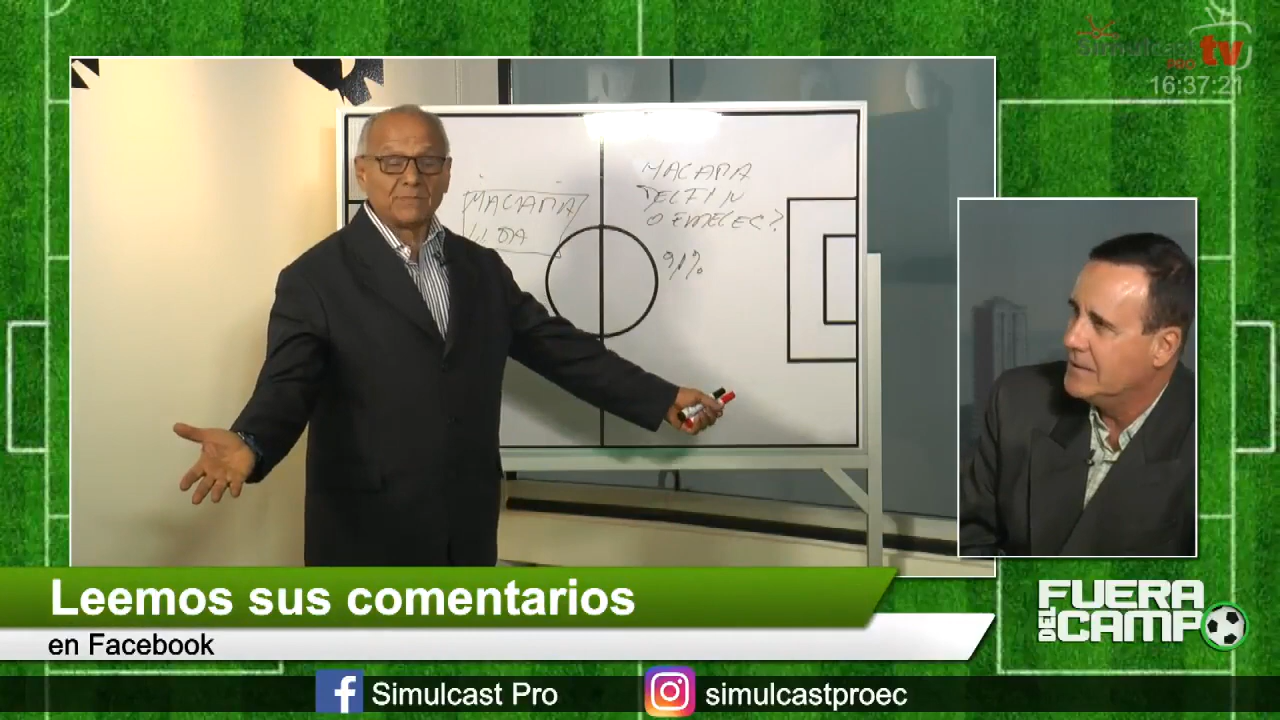 Simulcast tv
PRO
16:37:21
MACARA
DELFIN
O EMELEC?
MACARA
91%
Leemos sus comentarios
en Facebook
FUERA
DEL CAMPO
Simulcast Pro
simulcastproec